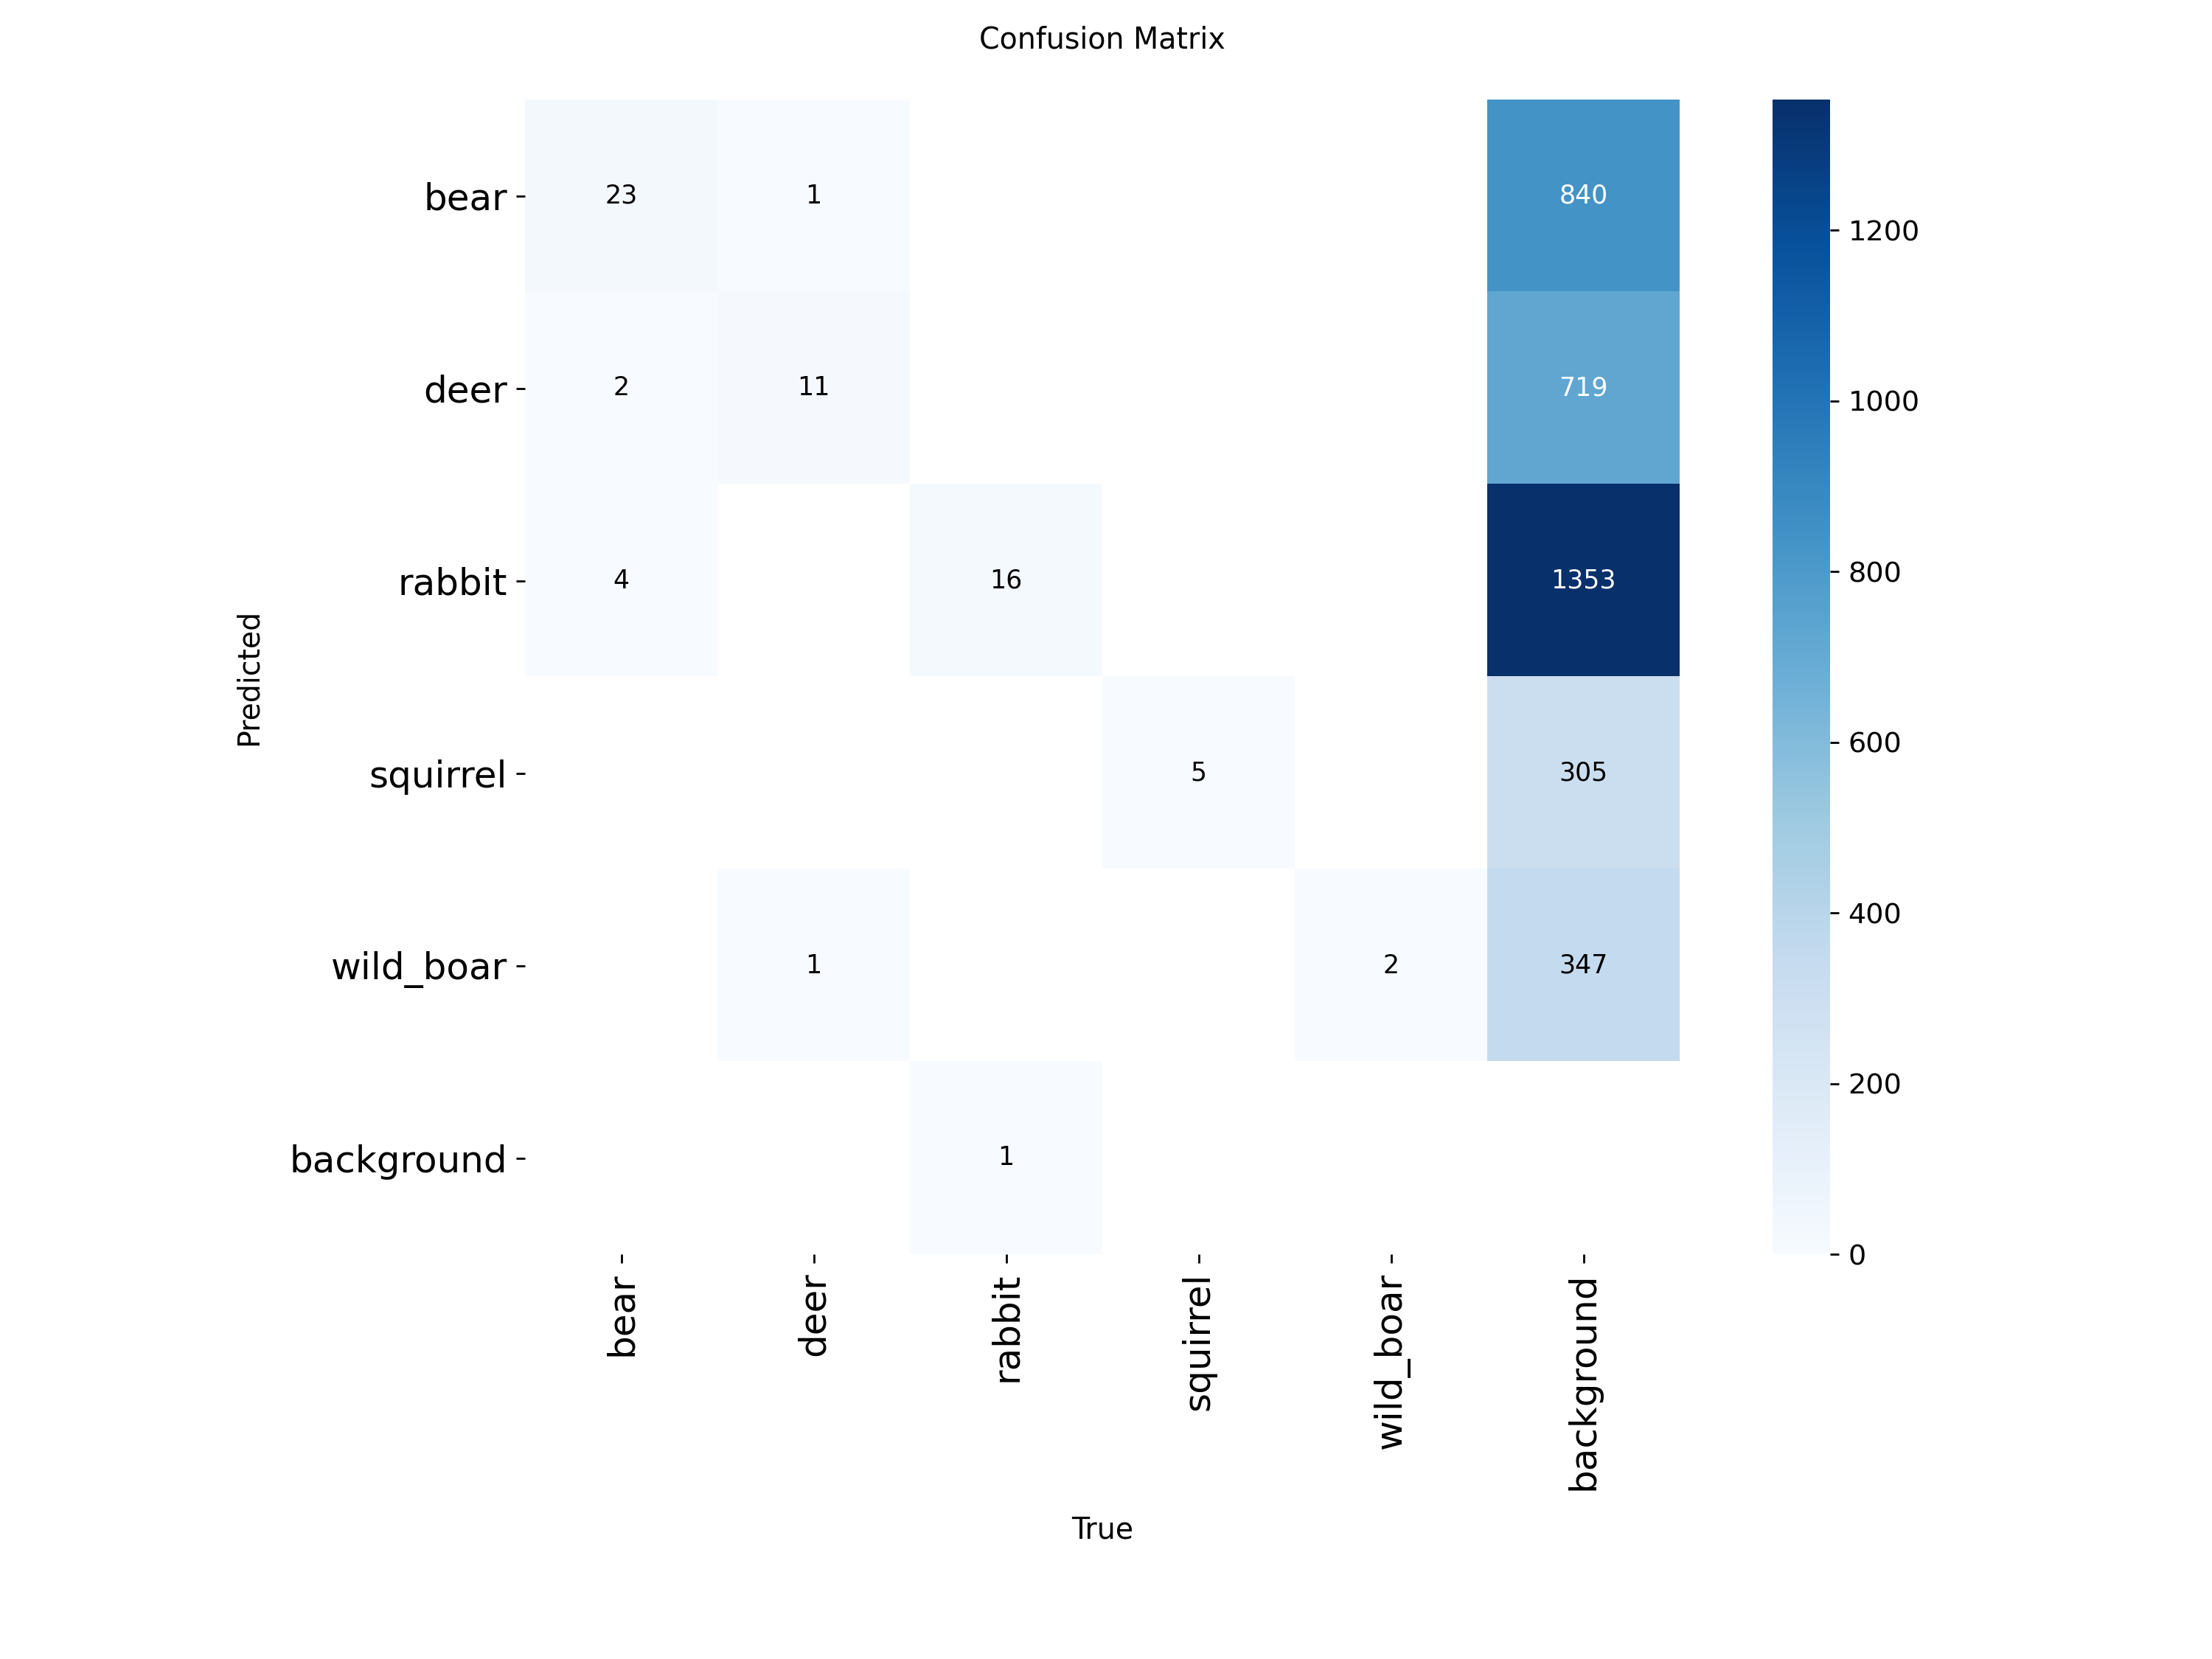 Confusion Matrix
Predicted
bear
23 1 840
deer
2 11 719
rabbit
4 16 1353
squirrel
5 305
wild_boar
1 2 347
background
1
bear deer rabbit squirrel wild_boar background
True
1200
1000
800
600
400
200
0